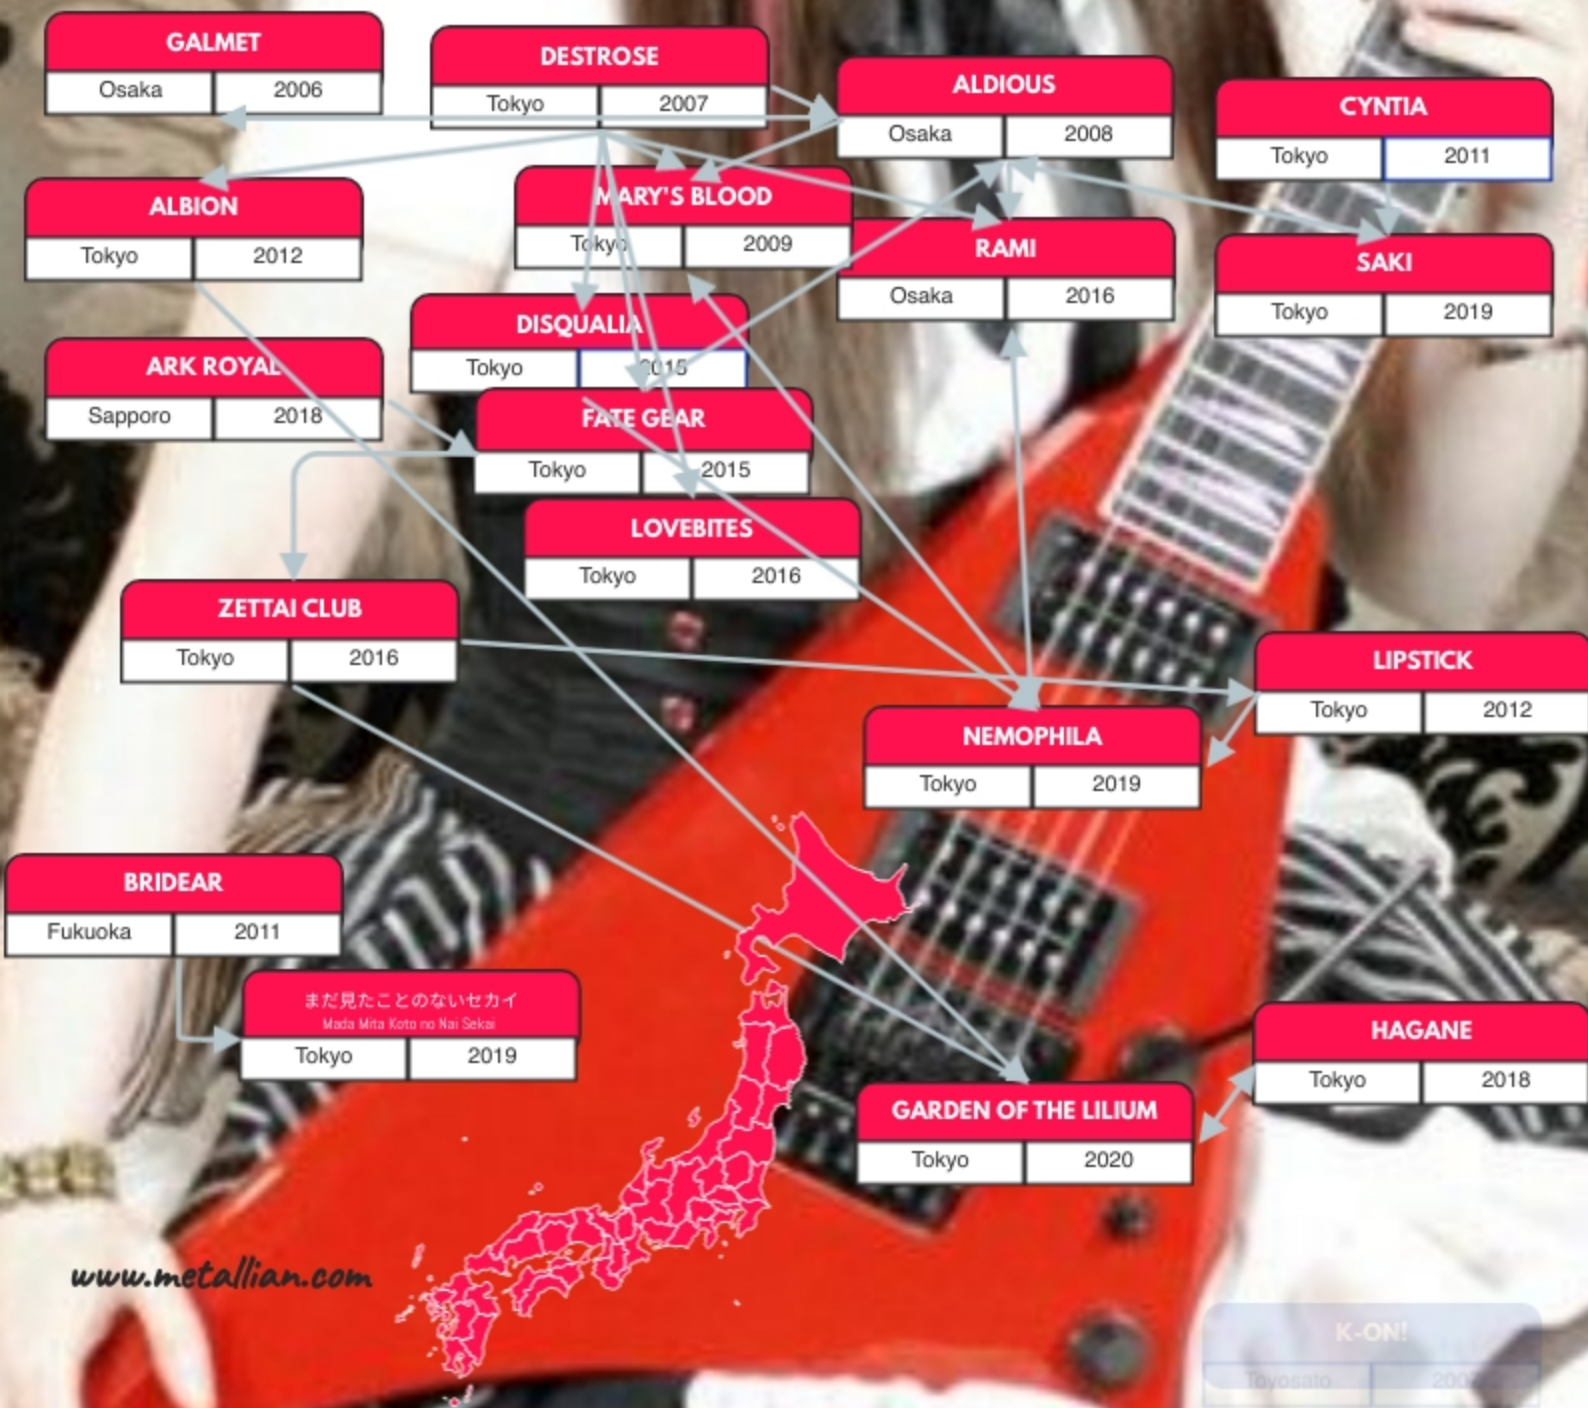 GALMET
Osaka 2006
DESTROSE
Tokyo 2007
ALDIOUS
Osaka 2008
CYNTIA
Tokyo 2011
ALBION
Tokyo 2012
MARY'S BLOOD
Tokyo 2009
RAMI
Osaka 2016
SAKI
Tokyo 2019
DISQUALIA
Tokyo 2015
ARK ROYAL
Sapporo 2018
FATE GEAR
Tokyo 2015
LOVEBITES
Tokyo 2016
ZETTAI CLUB
Tokyo 2016
LIPSTICK
Tokyo 2012
NEMOPHILA
Tokyo 2019
BRIDEAR
Fukuoka 2011
まだ見たことのないセカイ
Mada Mita Koto no Nai Sekai
Tokyo 2019
HAGANE
Tokyo 2018
GARDEN OF THE LILIUM
Tokyo 2020
www.metallian.com
K-ON!
Toyosato